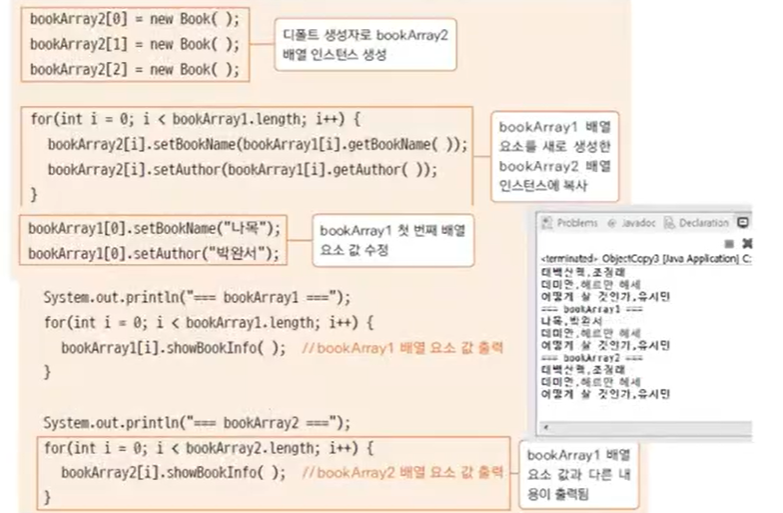 bookArray2[0] = new Book( );
bookArray2[1] = new Book( );
bookArray2[2] = new Book( );
디폴트 생성자로 bookArray2
배열 인스턴스 생성
for(int i = 0; i < bookArray1.length; i++) {
bookArray2[i].setBookName(bookArray1[i].getBookName( ));
bookArray2[i].setAuthor(bookArray1[i].getAuthor( ));
}
bookArray1 배열
요소를 새로 생성한
bookArray2 배열
인스턴스에 복사
bookArray1[0].setBookName("나목");
bookArray1[0].setAuthor("박완서");
bookArray1 첫 번째 배열
요소 값 수정
System.out.println("=== bookArray1 ===");
for(int i = 0; i < bookArray1.length; i++) {
bookArray1[i].showBookInfo( ); //bookArray1 배열 요소 값 출력
}
System.out.println("=== bookArray2 ===");
for(int i = 0; i < bookArray2.length; i++) {
bookArray2[i].showBookInfo( ); //bookArray2 배열 요소 값 출력
}
bookArray1 배열
요소 값과 다른 내
용이 출력됨
Problems @ Javadoc Declaration
<terminated> ObjectCopy3 [Java Application] C:
태백산맥,조정래
데미안,헤르만 헤세
어떻게 살 것인가,유시민
=== bookArray1 ===
나목,박완서
데미안,헤르만 헤세
어떻게 살 것인가,유시민
=== bookArray2 ===
태백산맥,조정래
데미안,헤르만 헤세
어떻게 살 것인가,유시민